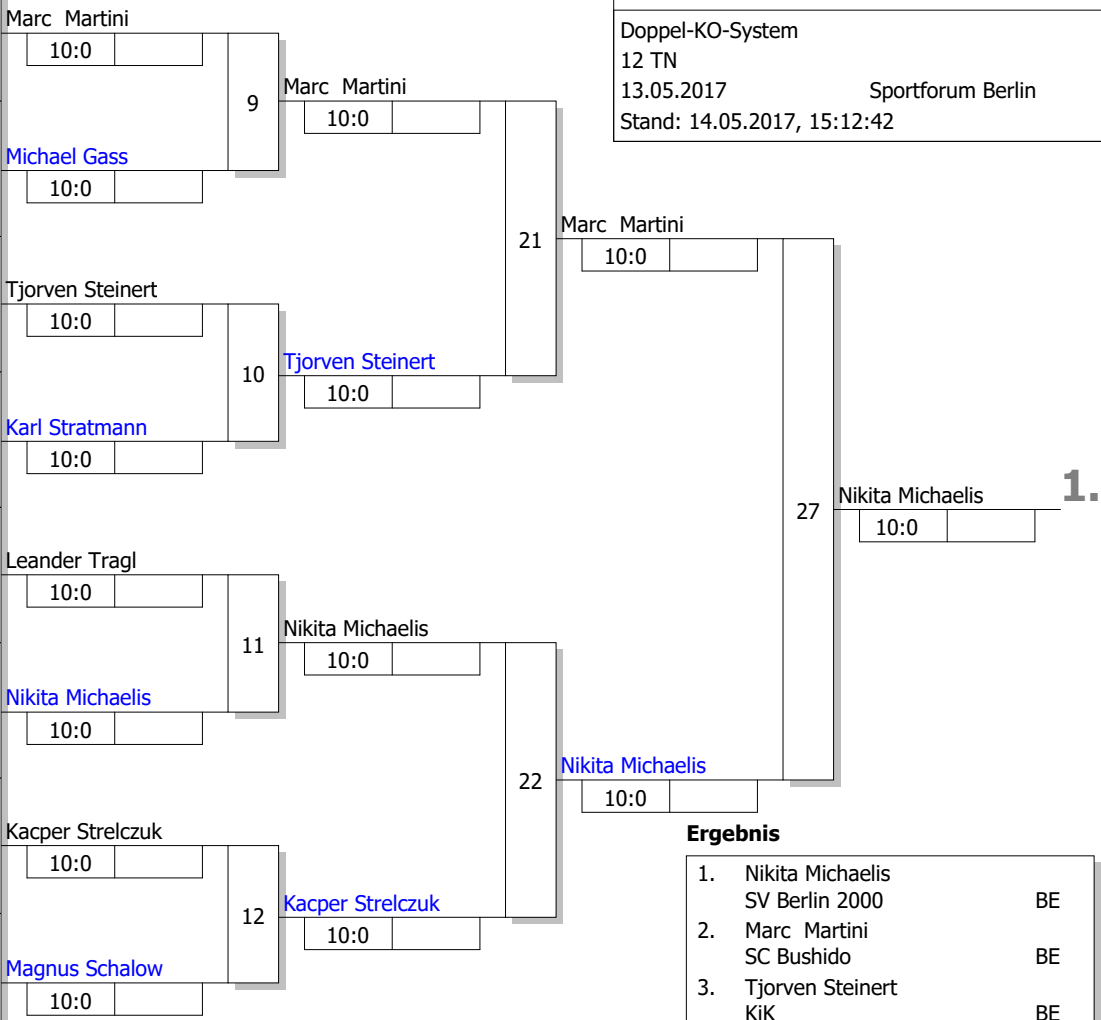 Marc  Martini
10:0
9
Michael Gass
10:0
Tjorven Steinert
10:0
10
Karl Stratmann
10:0
Leander Tragl
10:0
11
Nikita Michaelis
10:0
Kacper Strelczuk
10:0
12
Magnus Schalow
10:0
Marc  Martini
10:0
21
Tjorven Steinert
10:0
Nikita Michaelis
10:0
22
Kacper Strelczuk
10:0
Marc  Martini
10:0
27
Nikita Michaelis
10:0
Nikita Michaelis 1.
10:0
Doppel-KO-System
12 TN
13.05.2017 Sportforum Berlin
Stand: 14.05.2017, 15:12:42
Ergebnis
1. Nikita Michaelis
SV Berlin 2000 BE
2. Marc  Martini
SC Bushido BE
3. Tjorven Steinert
KiK BE